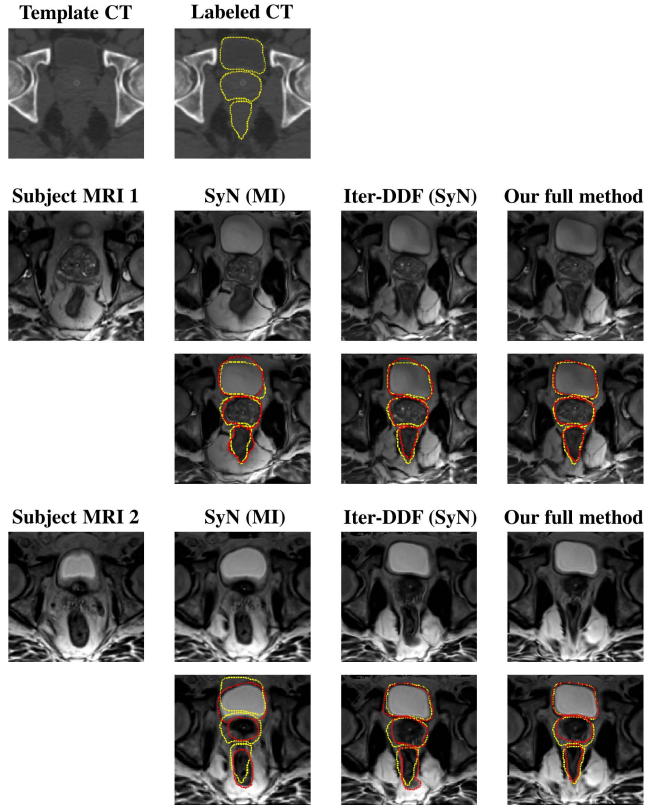 Template CT Labeled CT
Subject MRI 1 SyN (MI) Iter-DDF (SyN) Our full method
Subject MRI 2 SyN (MI) Iter-DDF (SyN) Our full method